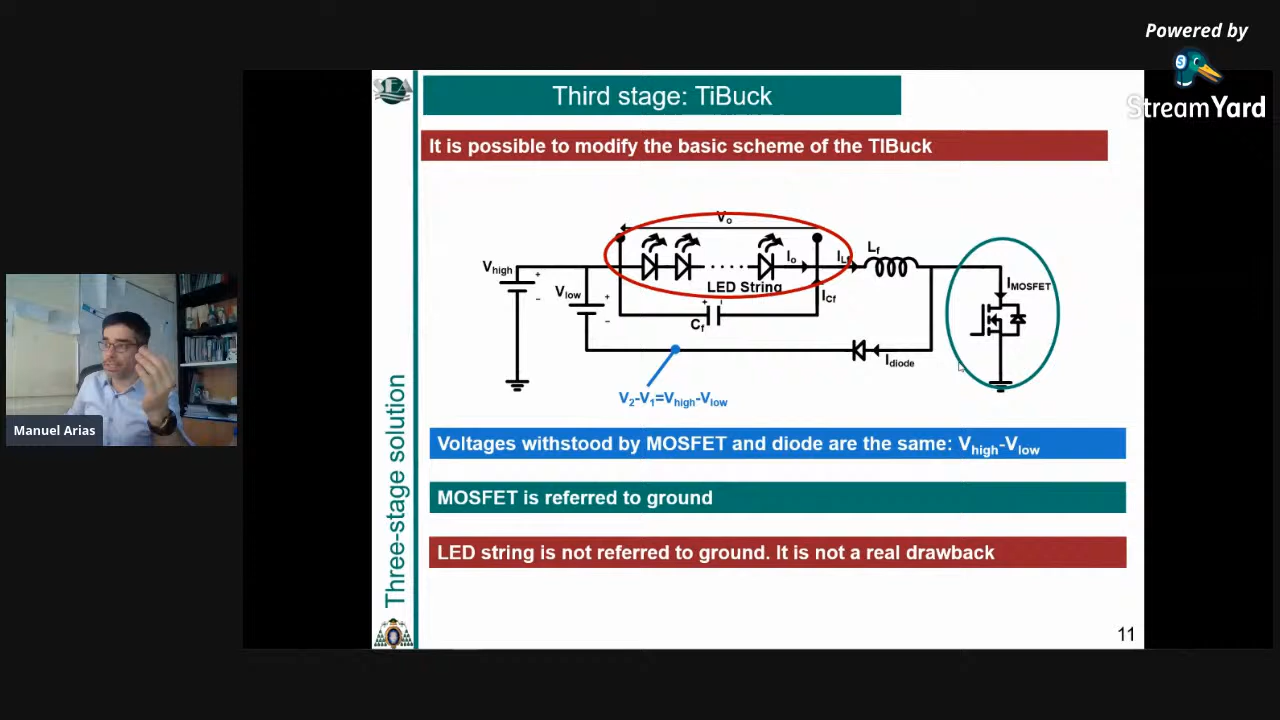 Powered by
StreamYard
SEA
Third stage: TiBuck
It is possible to modify the basic scheme of the TIBuck
Vo
Vhigh
+
-
Vlow
+
-
Io
ILf
Lf
LED String
ICf
+
Cf
IMOSFET
Idiode
V2-V1=Vhigh-Vlow
Voltages withstood by MOSFET and diode are the same: Vhigh-Vlow
MOSFET is referred to ground
LED string is not referred to ground. It is not a real drawback
Three-stage solution
Manuel Arias
11